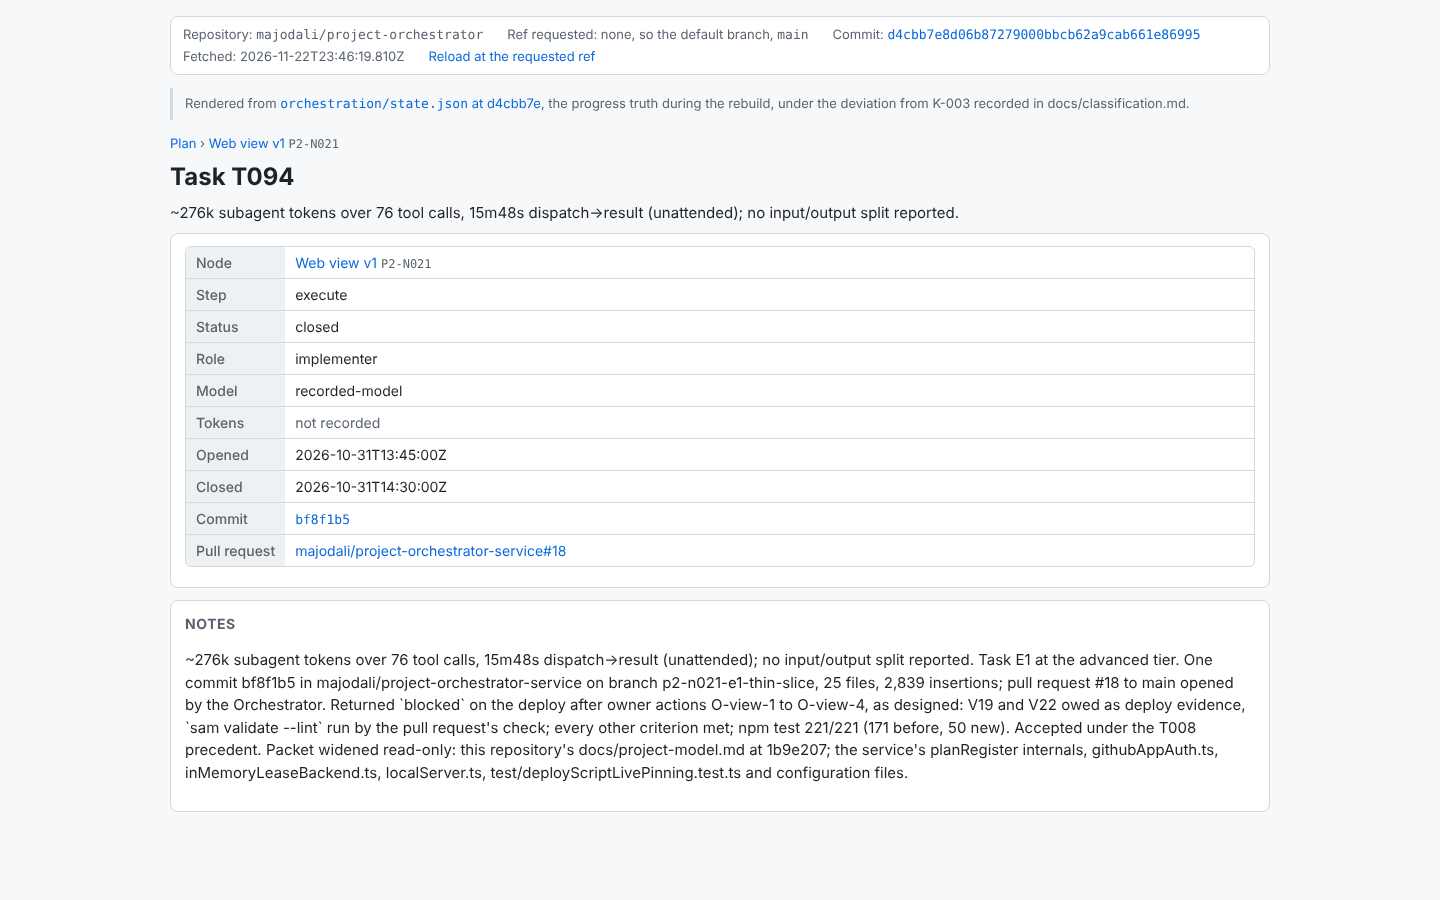 Repository: majodali/project-orchestrator Ref requested: none, so the default branch, main Commit: d4cbb7e8d06b87279000bbcb62a9cab661e86995
Fetched: 2026-11-22T23:46:19.810Z Reload at the requested ref
Rendered from orchestration/state.json at d4cbb7e, the progress truth during the rebuild, under the deviation from K-003 recorded in docs/classification.md.
Plan › Web view v1 P2-N021
Task T094
~276k subagent tokens over 76 tool calls, 15m48s dispatch→result (unattended); no input/output split reported.
Node Web view v1 P2-N021
Step execute
Status closed
Role implementer
Model recorded-model
Tokens not recorded
Opened 2026-10-31T13:45:00Z
Closed 2026-10-31T14:30:00Z
Commit bf8f1b5
Pull request majodali/project-orchestrator-service#18
NOTES
~276k subagent tokens over 76 tool calls, 15m48s dispatch→result (unattended); no input/output split reported. Task E1 at the advanced tier. One
commit bf8f1b5 in majodali/project-orchestrator-service on branch p2-n021-e1-thin-slice, 25 files, 2,839 insertions; pull request #18 to main opened
by the Orchestrator. Returned `blocked` on the deploy after owner actions O-view-1 to O-view-4, as designed: V19 and V22 owed as deploy evidence,
`sam validate --lint` run by the pull request's check; every other criterion met; npm test 221/221 (171 before, 50 new). Accepted under the T008
precedent. Packet widened read-only: this repository's docs/project-model.md at 1b9e207; the service's planRegister internals, githubAppAuth.ts,
inMemoryLeaseBackend.ts, localServer.ts, test/deployScriptLivePinning.test.ts and configuration files.